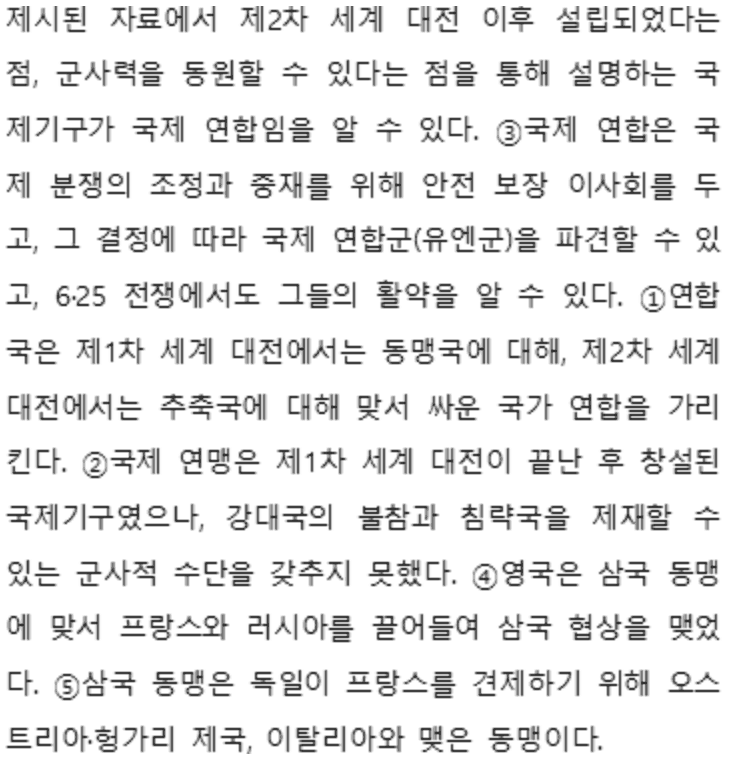 제시된 자료에서 제2차 세계 대전 이후 설립되었다는
점, 군사력을 동원할 수 있다는 점을 통해 설명하는 국
제기구가 국제 연합임을 알 수 있다. ③국제 연합은 국
제 분쟁의 조정과 중재를 위해 안전 보장 이사회를 두
고, 그 결정에 따라 국제 연합군(유엔군)을 파견할 수 있
고, 6·25 전쟁에서도 그들의 활약을 알 수 있다. ①연합
국은 제1차 세계 대전에서는 동맹국에 대해, 제2차 세계
대전에서는 추축국에 대해 맞서 싸운 국가 연합을 가리
킨다. ②국제 연맹은 제1차 세계 대전이 끝난 후 창설된
국제기구였으나, 강대국의 불참과 침략국을 제재할 수
있는 군사적 수단을 갖추지 못했다. ④영국은 삼국 동맹
에 맞서 프랑스와 러시아를 끌어들여 삼국 협상을 맺었
다. ⑤삼국 동맹은 독일이 프랑스를 견제하기 위해 오스
트리아·헝가리 제국, 이탈리아와 맺은 동맹이다.